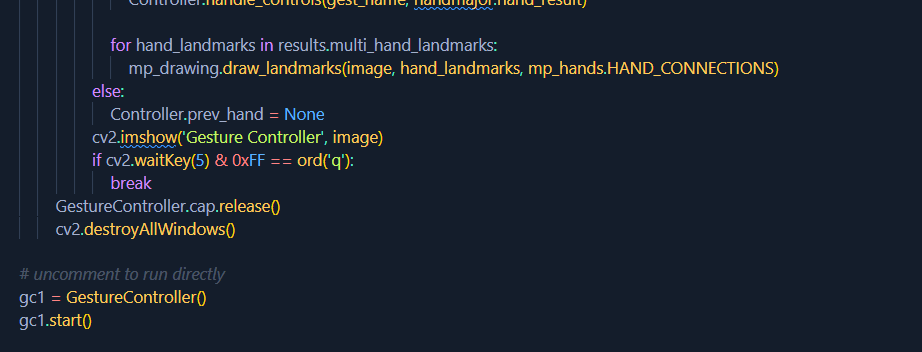 Controller.handle_controls(gest_name, handmajor.hand_result)
for hand_landmarks in results.multi_hand_landmarks:
mp_drawing.draw_landmarks(image, hand_landmarks, mp_hands.HAND_CONNECTIONS)
else:
Controller.prev_hand = None
cv2.imshow('Gesture Controller', image)
if cv2.waitKey(5) & 0xFF == ord('q'):
break
GestureController.cap.release()
cv2.destroyAllWindows()
# uncomment to run directly
gc1 = GestureController()
gc1.start()